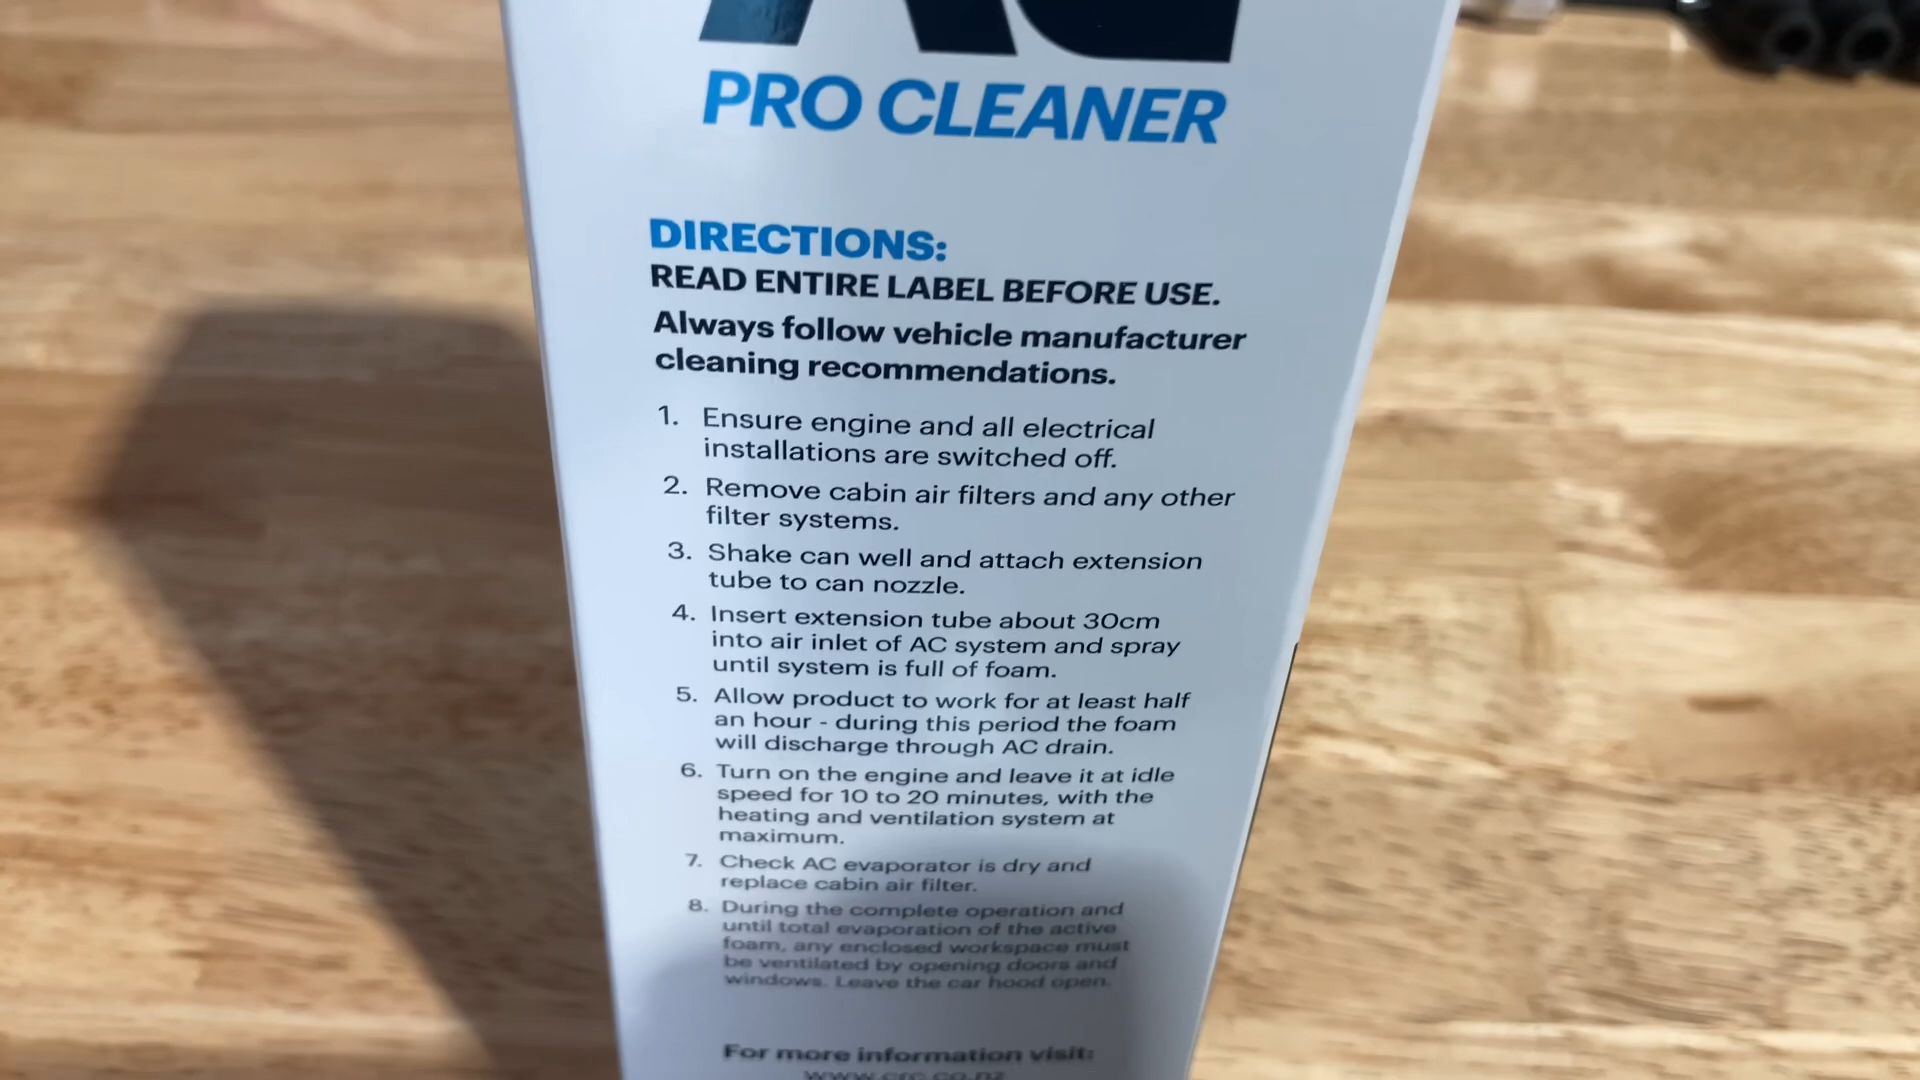 AC
PRO CLEANER
DIRECTIONS:
READ ENTIRE LABEL BEFORE USE.
Always follow vehicle manufacturer
cleaning recommendations.
1. Ensure engine and all electrical
installations are switched off.
2. Remove cabin air filters and any other
filter systems.
3. Shake can well and attach extension
tube to can nozzle.
4. Insert extension tube about 30cm
into air inlet of AC system and spray
until system is full of foam.
5. Allow product to work for at least half
an hour - during this period the foam
will discharge through AC drain.
6. Turn on the engine and leave it at idle
speed for 10 to 20 minutes, with the
heating and ventilation system at
maximum.
7. Check AC evaporator is dry and
replace cabin air filter.
8. During the complete operation and
until total evaporation of the active
foam, any enclosed workspace must
be ventilated by opening doors and
windows. Leave the car hood open.
For more information visit:
www.crc.co.nz